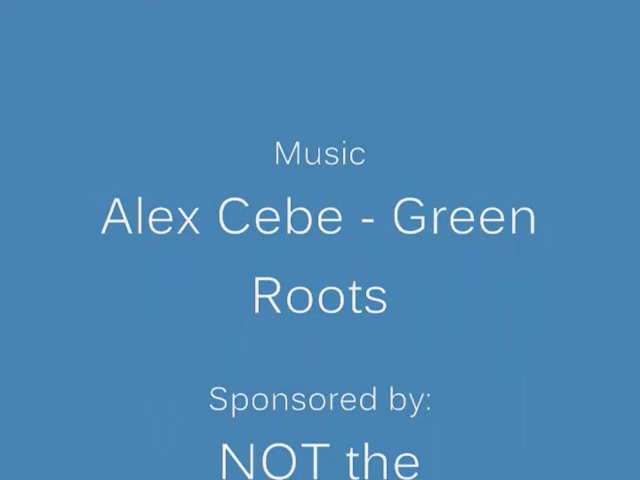 Music
Alex Cebe - Green
Roots
Sponsored by:
NOT the